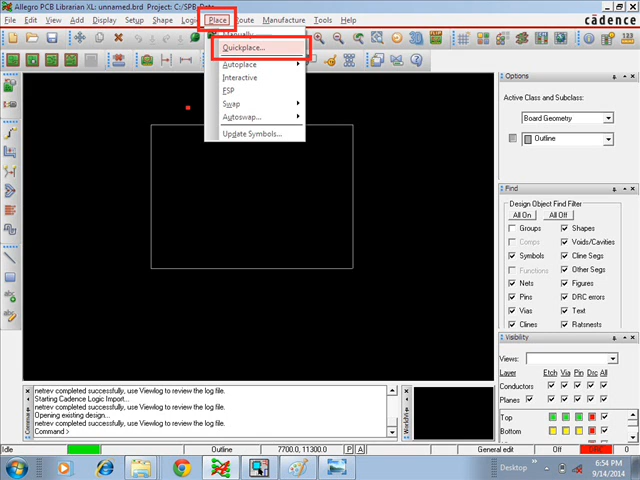 Allegro PCB Librarian XL: unnamed.brd Project: C:/SPB_Data
File Edit View Add Display Setup Shape Logic Place Route Manufacture Tools Help
cādence
Manually...
Quickplace...
Autoplace
Interactive
FSP
Swap
Autoswap...
Update Symbols...
Options
Active Class and Subclass:
Board Geometry
Outline
Find
Design Object Find Filter
All On All Off
Groups Shapes
Comps Voids/Cavities
Symbols Cline Segs
Functions Other Segs
Nets Figures
Pins DRC errors
Vias Text
Clines Ratsnests
Visibility
Views:
Layer Etch Via Pin Drc All
Conductors
Planes
Top
Bottom
netrev completed successfully, use Viewlog to review the log file.
Starting Cadence Logic Import...
netrev completed successfully, use Viewlog to review the log file.
Opening existing design...
netrev completed successfully, use Viewlog to review the log file.
Command >
Idle Outline 7700.0, 11300.0 P A General edit Off DRC
Desktop
6:54 PM
9/14/2014